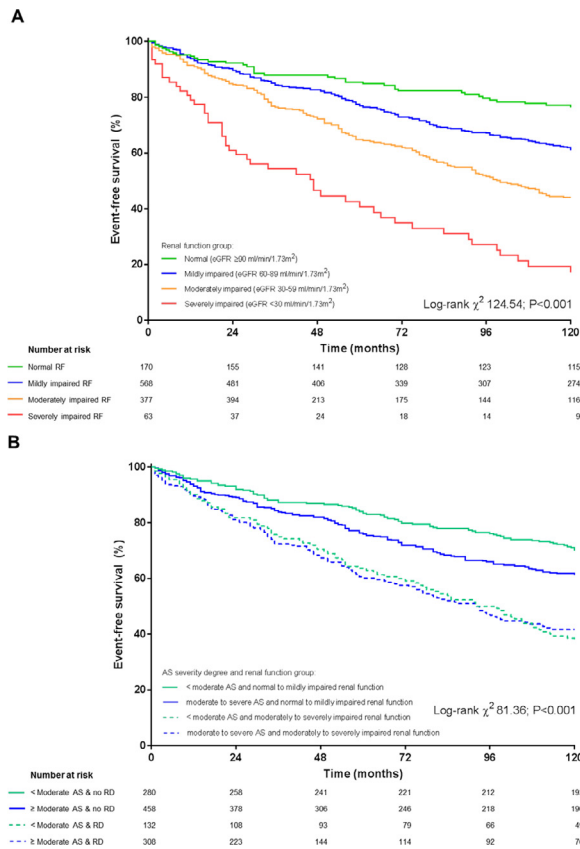 A
Event-free survival (%)
100
80
60
40
20
0
Renal function group:
Normal (eGFR ≥90 ml/min/1.73m²)
Mildly impaired (eGFR 60-89 ml/min/1.73m²)
Moderately impaired (eGFR 30-59 ml/min/1.73m²)
Severely impaired (eGFR <30 ml/min/1.73m²)
Log-rank χ² 124.54; P<0.001
0 24 48 72 96 120
Time (months)
Number at risk
Normal RF 170 155 141 128 123 115
Mildly impaired RF 568 481 406 339 307 274
Moderately impaired RF 377 394 213 175 144 116
Severely impaired RF 63 37 24 18 14 9
B
Event-free survival (%)
100
80
60
40
20
0
AS severity degree and renal function group:
< moderate AS and normal to mildly impaired renal function
moderate to severe AS and normal to mildly impaired renal function
< moderate AS and moderately to severely impaired renal function
moderate to severe AS and moderately to severely impaired renal function
Log-rank χ² 81.36; P<0.001
0 24 48 72 96 120
Number at risk
Time (months)
< Moderate AS & no RD 280 258 241 221 212
≥ Moderate AS & no RD 458 378 306 246 218
< Moderate AS & RD 132 108 93 79 66
≥ Moderate AS & RD 308 223 144 114 92